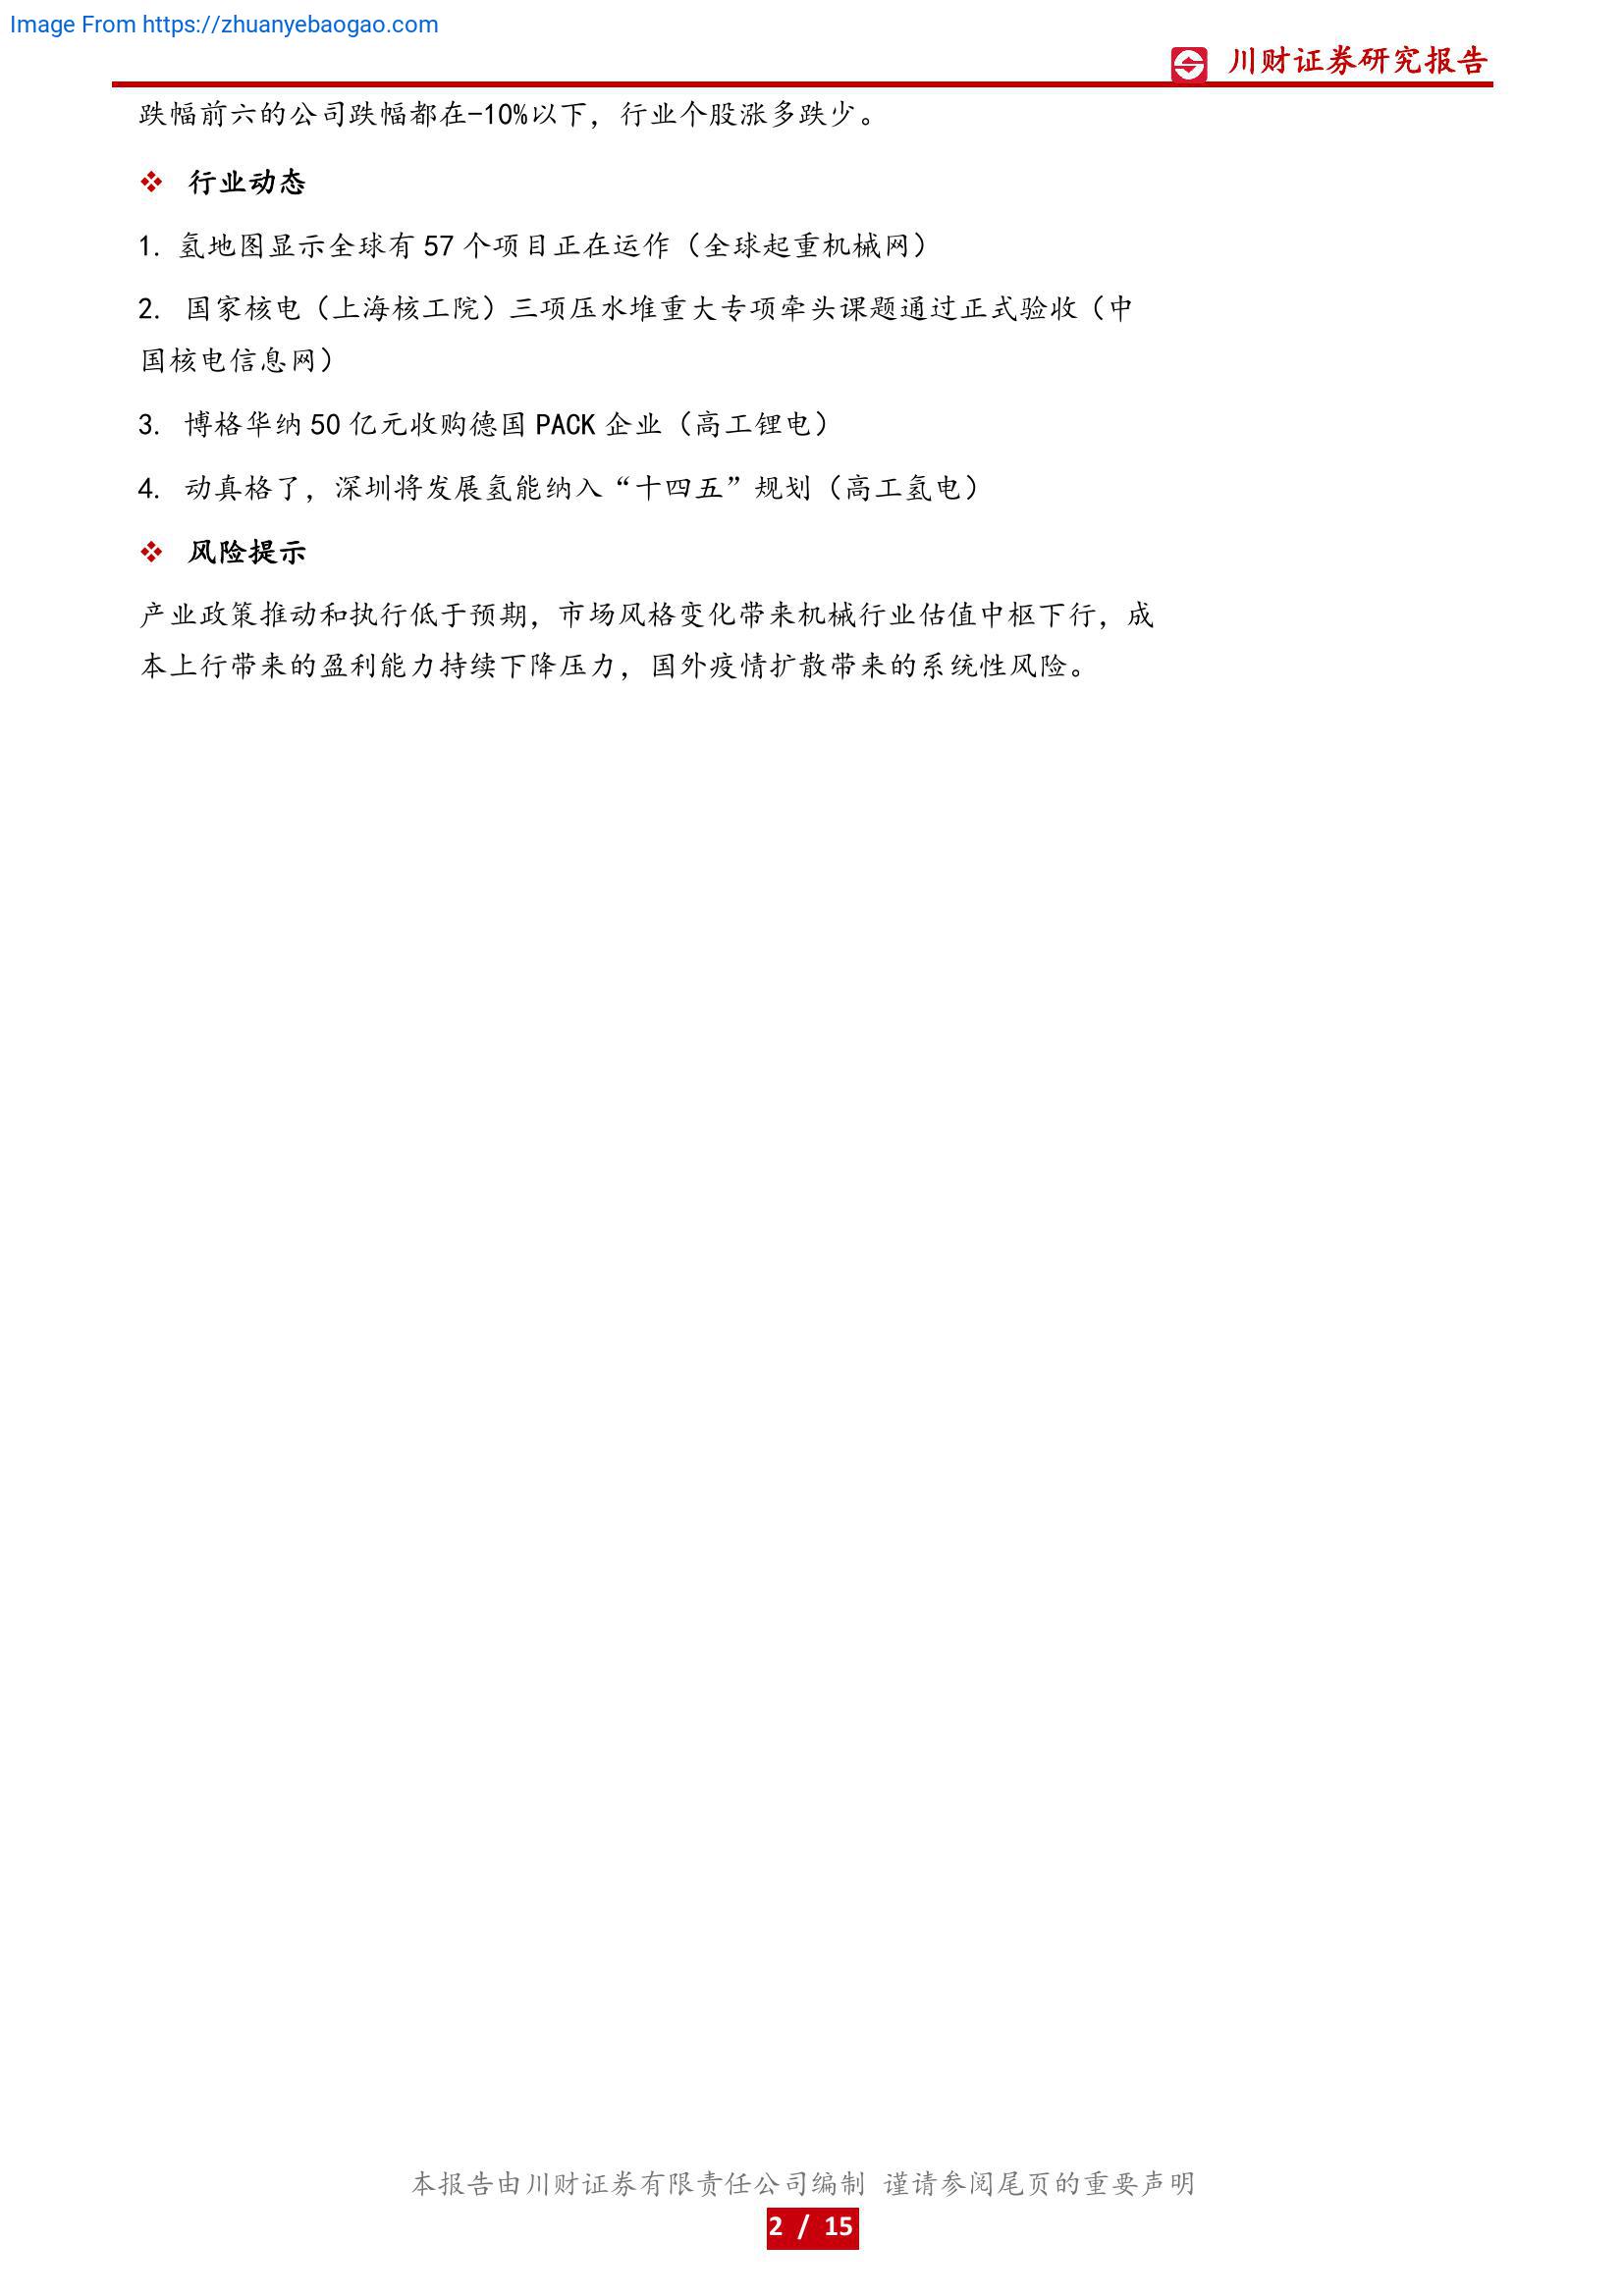 Image From https://zhuanyebaogao.com
川财证券研究报告
跌幅前六的公司跌幅都在-10%以下，行业个股涨多跌少。
❖ 行业动态
1. 氢地图显示全球有 57 个项目正在运作（全球起重机械网）
2. 国家核电（上海核工院）三项压水堆重大专项牵头课题通过正式验收（中
国核电信息网）
3. 博格华纳 50 亿元收购德国 PACK 企业（高工锂电）
4. 动真格了，深圳将发展氢能纳入“十四五”规划（高工氢电）
❖ 风险提示
产业政策推动和执行低于预期，市场风格变化带来机械行业估值中枢下行，成
本上行带来的盈利能力持续下降压力，国外疫情扩散带来的系统性风险。
本报告由川财证券有限责任公司编制 谨请参阅尾页的重要声明
2 / 15